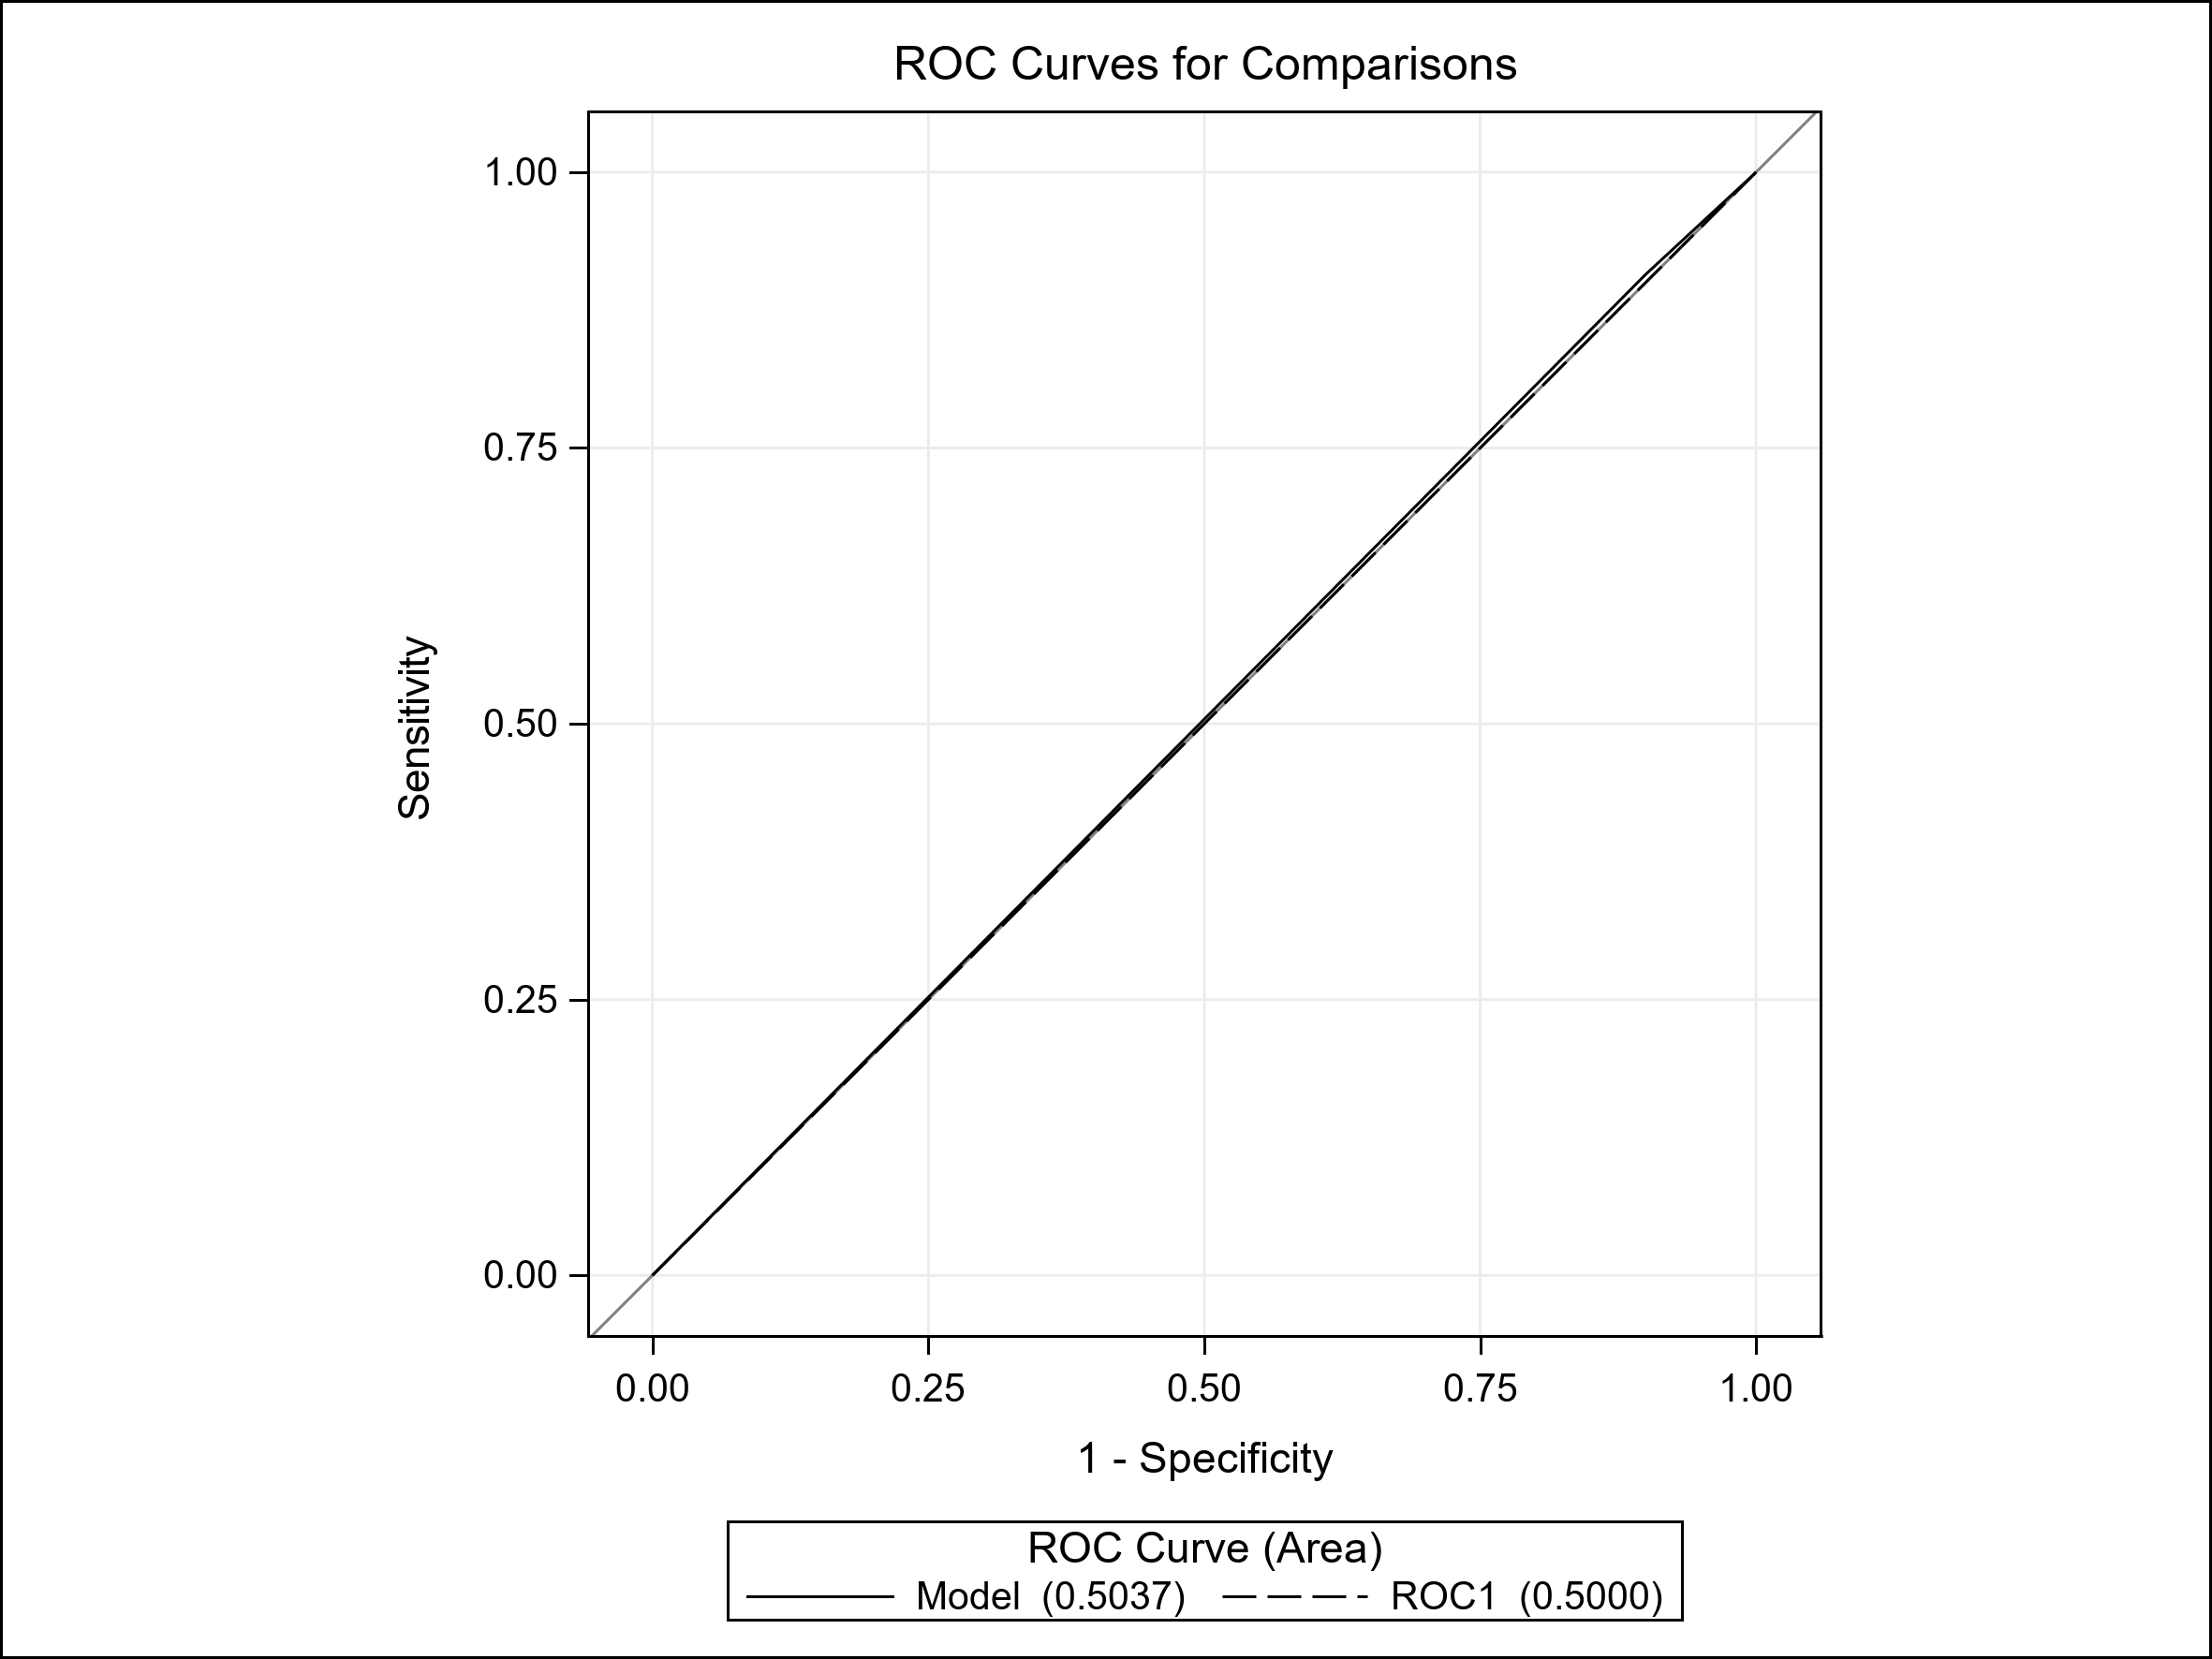 ROC Curves for Comparisons
1.00
0.75
0.50
0.25
0.00
Sensitivity
0.00 0.25 0.50 0.75 1.00
1 - Specificity
ROC Curve (Area)
Model (0.5037) ROC1 (0.5000)